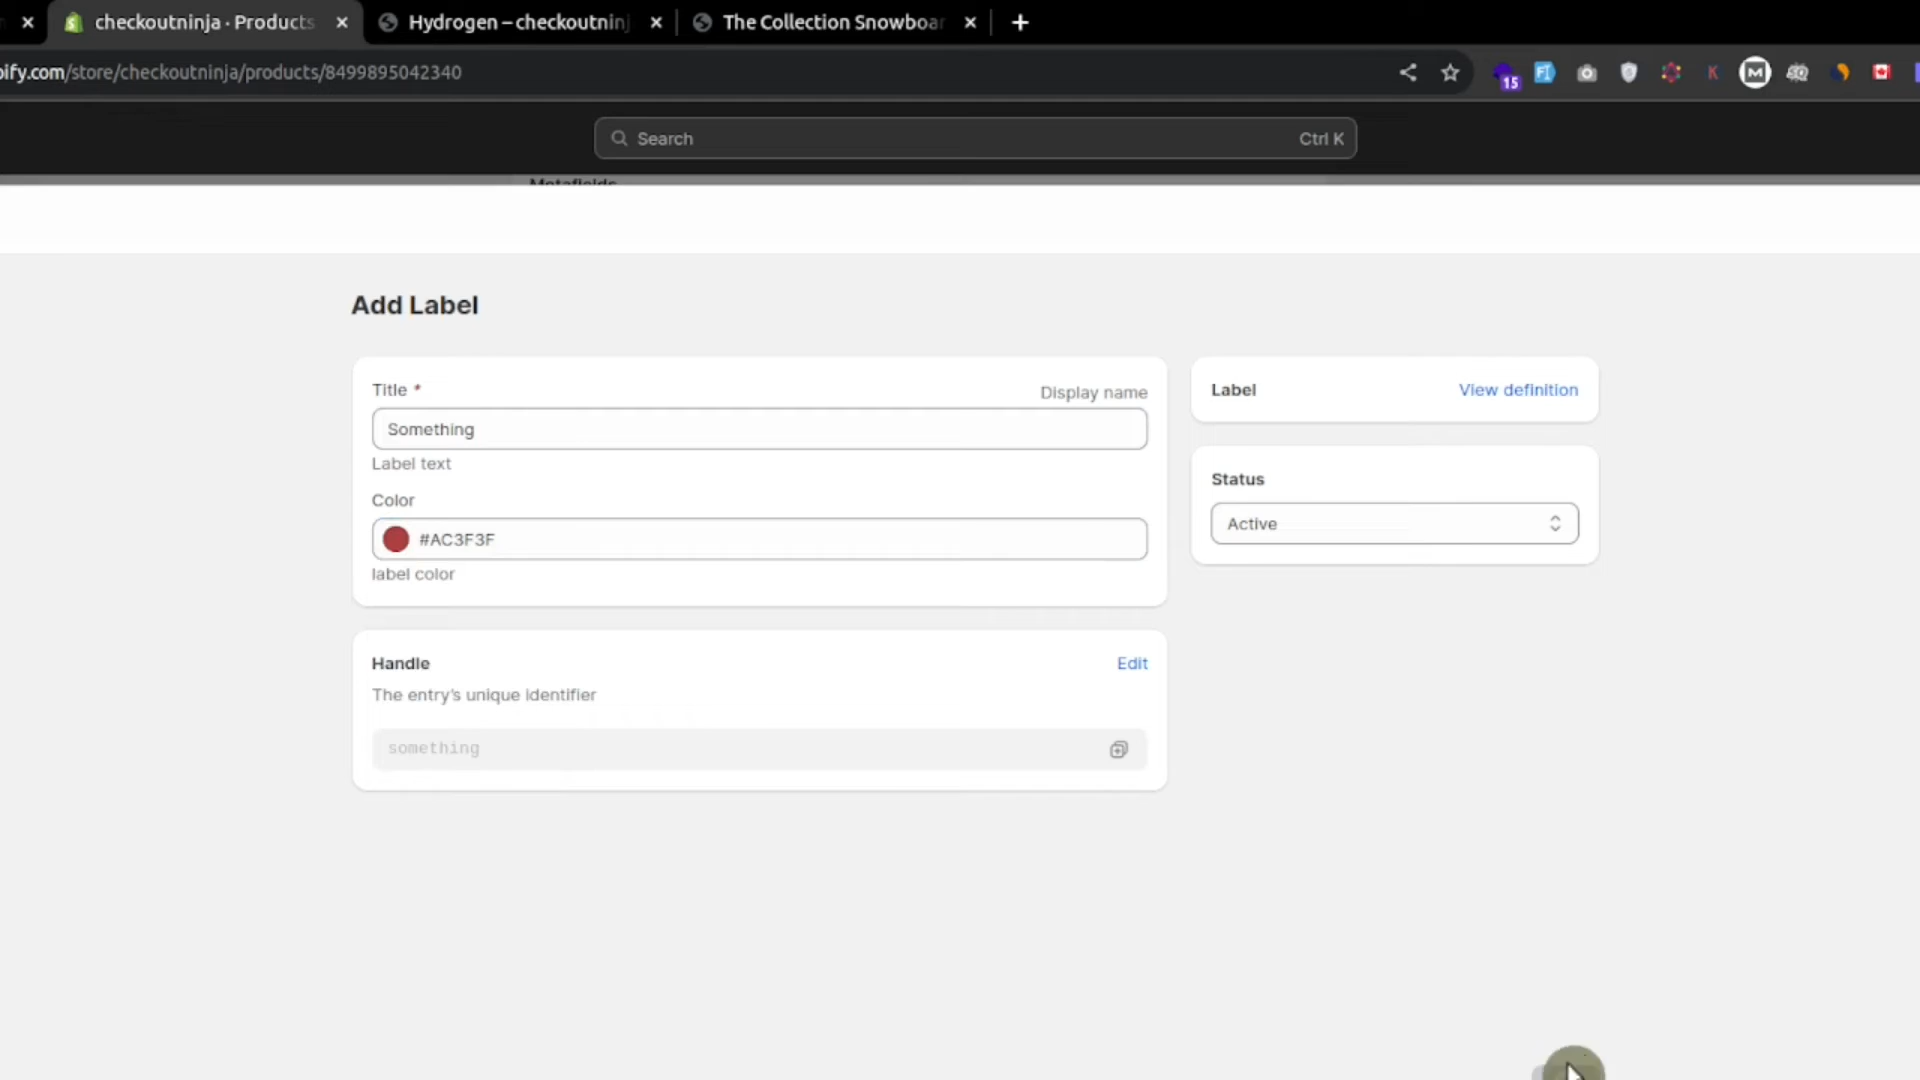 checkoutninja · Products
Hydrogen – checkoutninj
The Collection Snowboar
pify.com/store/checkoutninja/products/8499895042340
15
Search
Ctrl K
Metafields
Add Label
Title *
Display name
Something
Label text
Color
#AC3F3F
label color
Label
View definition
Status
Active
Handle
Edit
The entry's unique identifier
something